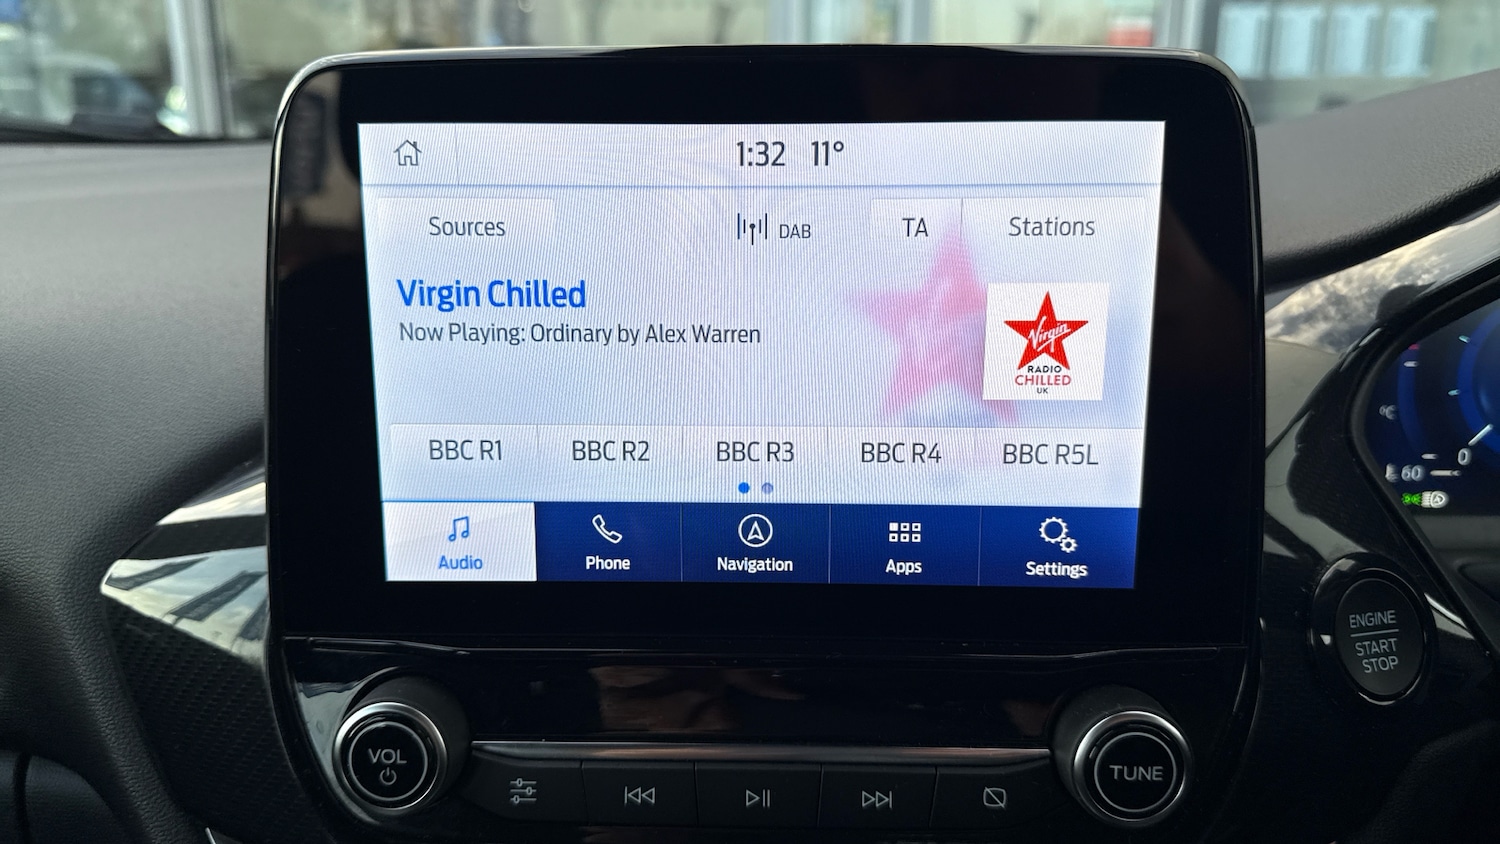 1:32 11°
Sources DAB TA Stations
Virgin Chilled
Now Playing: Ordinary by Alex Warren
Virgin
RADIO
CHILLED
UK
BBC R1 BBC R2 BBC R3 BBC R4 BBC R5L
Audio Phone Navigation Apps Settings
°C
0
60
ENGINE
START
STOP
VOL
TUNE